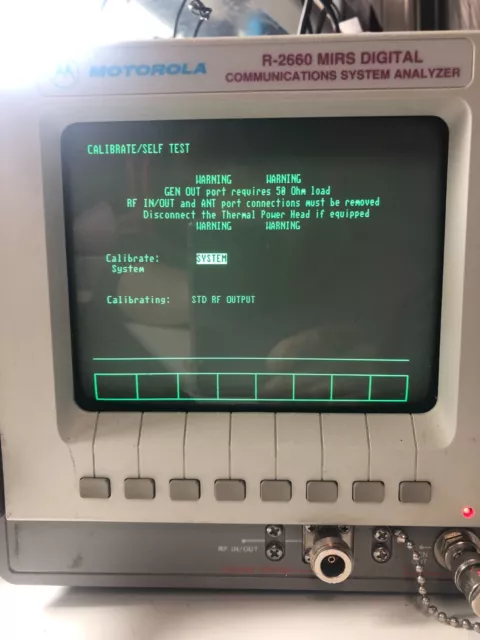 MOTOROLA
R-2660 MIRS DIGITAL
COMMUNICATIONS SYSTEM ANALYZER
CALIBRATE/SELF TEST
WARNING WARNING
GEN OUT port requires 50 Ohm load
RF IN/OUT and ANT port connections must be removed
Disconnect the Thermal Power Head if equipped
WARNING WARNING
Calibrate: SYSTEM
System
Calibrating: STD RF OUTPUT
RF IN/OUT